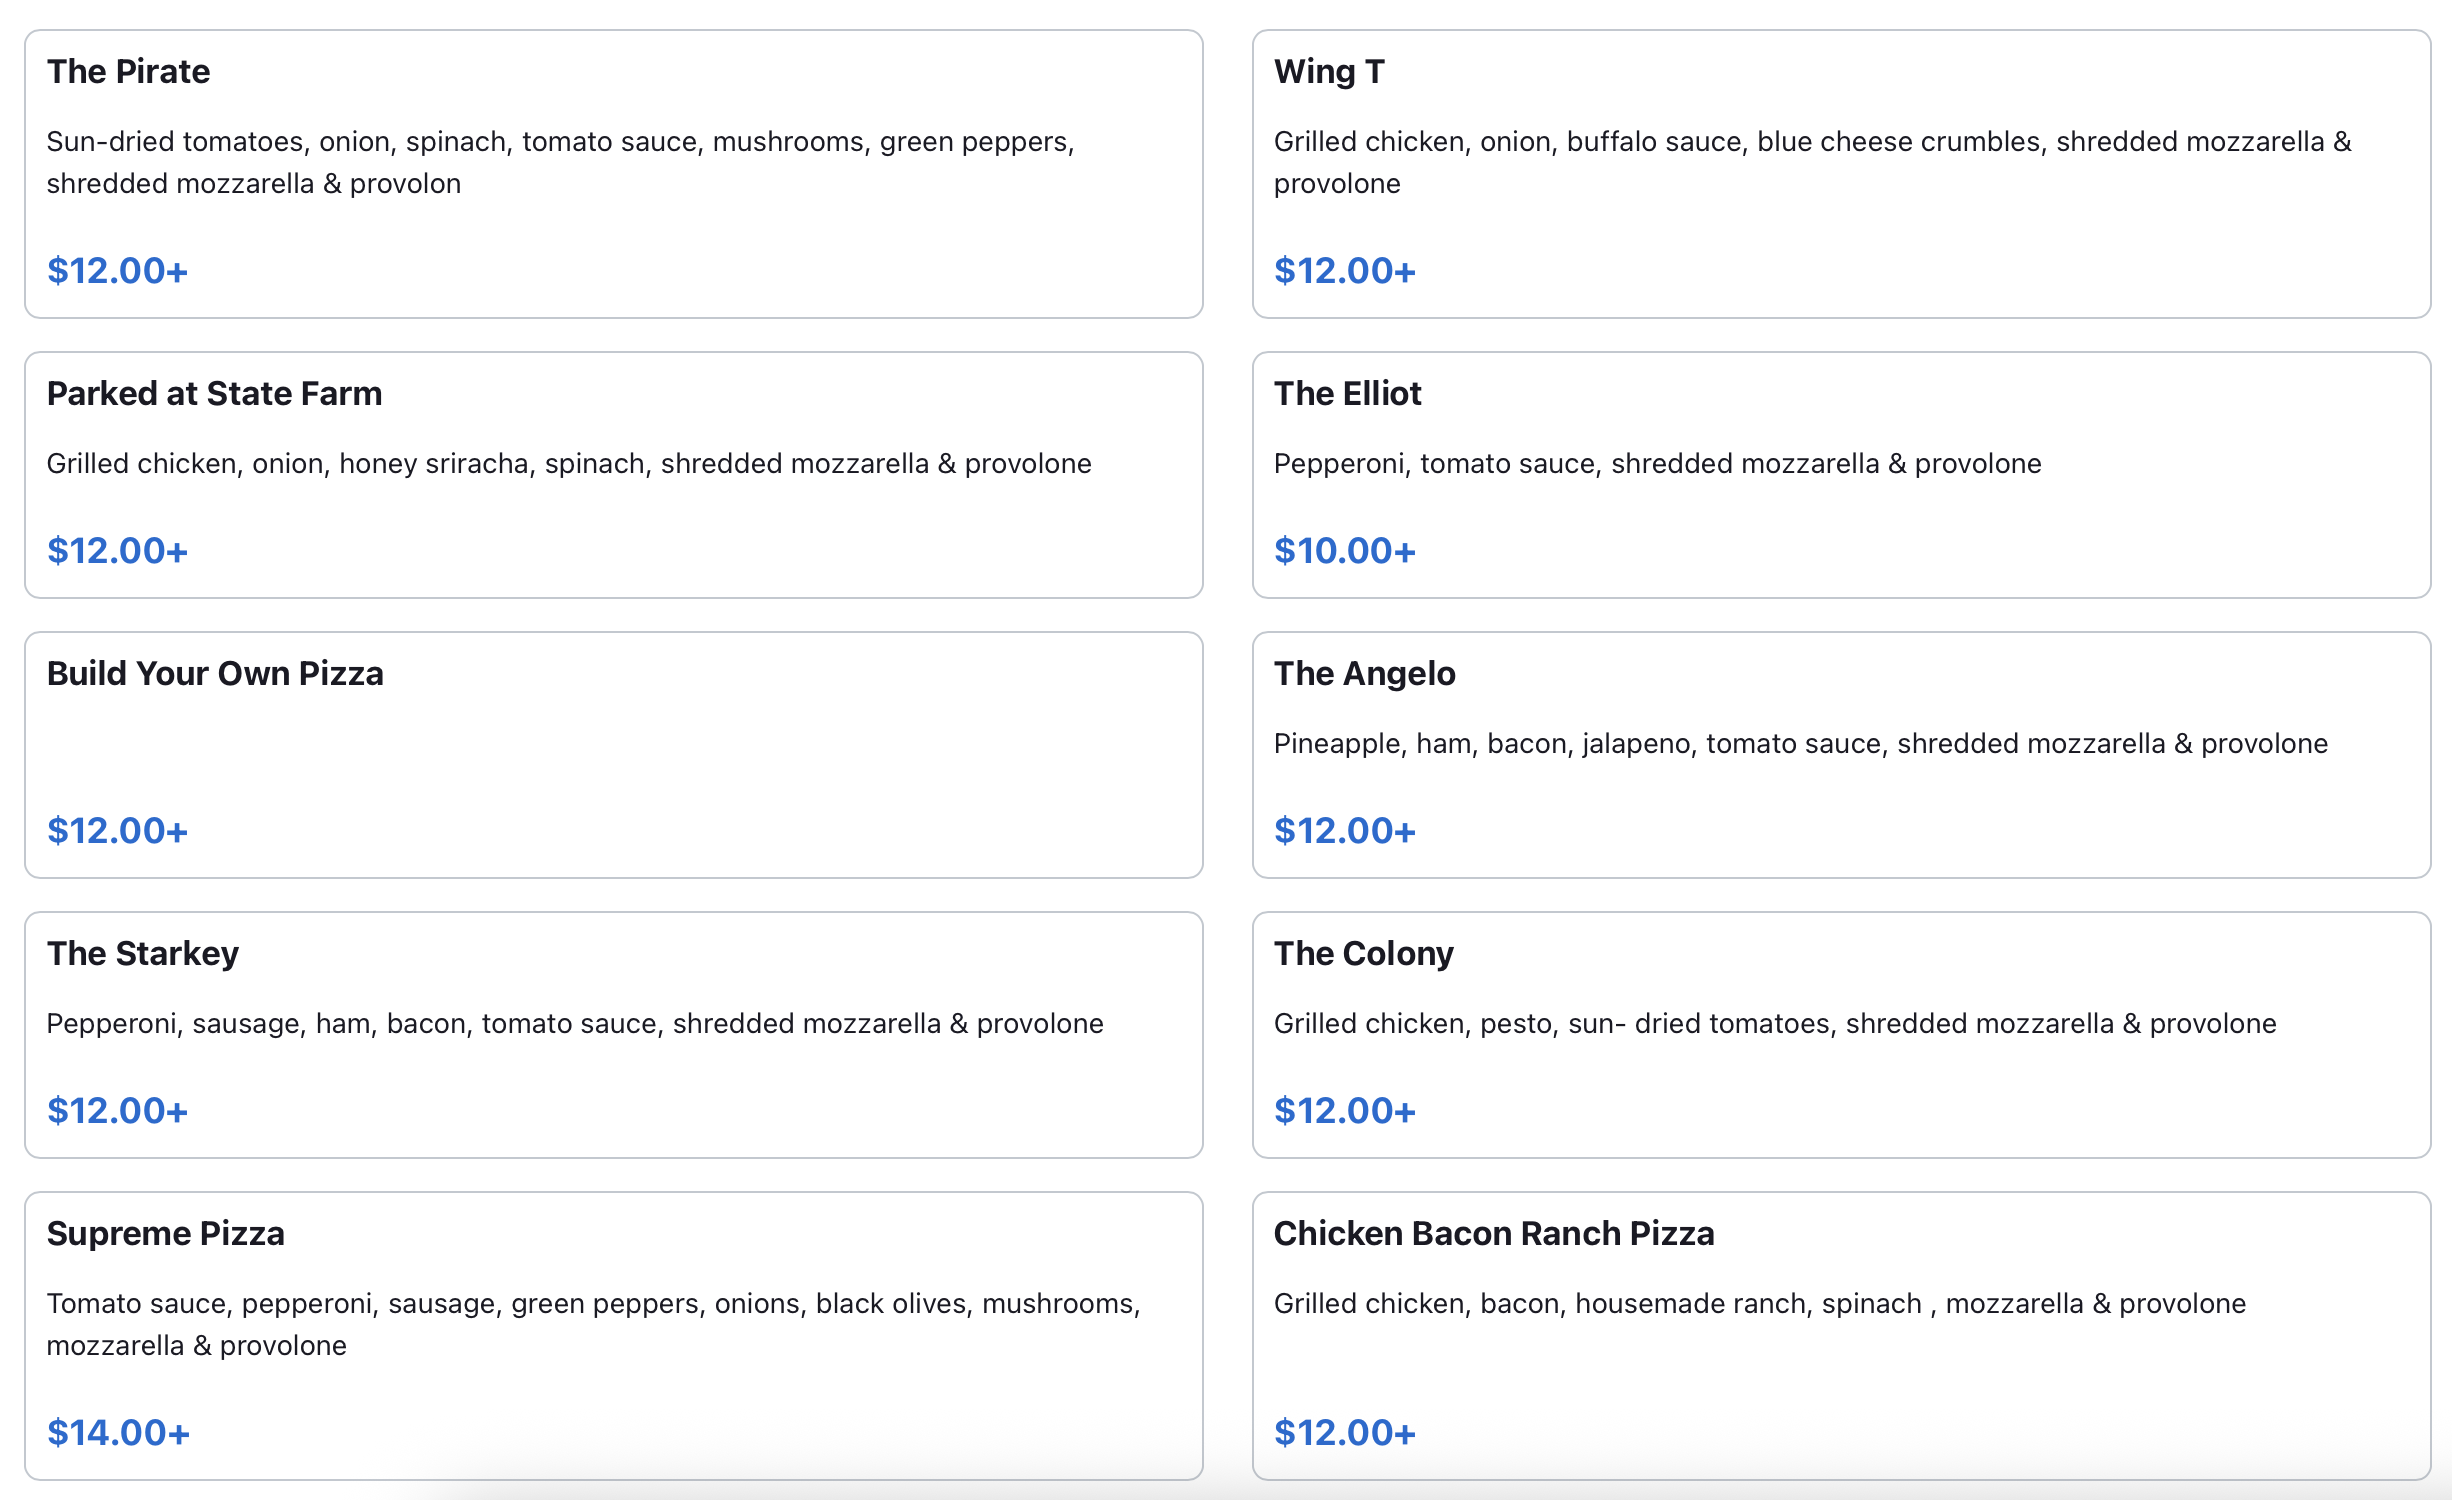 The Pirate
Sun-dried tomatoes, onion, spinach, tomato sauce, mushrooms, green peppers,
shredded mozzarella & provolon
$12.00+
Wing T
Grilled chicken, onion, buffalo sauce, blue cheese crumbles, shredded mozzarella &
provolone
$12.00+
Parked at State Farm
Grilled chicken, onion, honey sriracha, spinach, shredded mozzarella & provolone
$12.00+
The Elliot
Pepperoni, tomato sauce, shredded mozzarella & provolone
$10.00+
Build Your Own Pizza
$12.00+
The Angelo
Pineapple, ham, bacon, jalapeno, tomato sauce, shredded mozzarella & provolone
$12.00+
The Starkey
Pepperoni, sausage, ham, bacon, tomato sauce, shredded mozzarella & provolone
$12.00+
The Colony
Grilled chicken, pesto, sun- dried tomatoes, shredded mozzarella & provolone
$12.00+
Supreme Pizza
Tomato sauce, pepperoni, sausage, green peppers, onions, black olives, mushrooms,
mozzarella & provolone
$14.00+
Chicken Bacon Ranch Pizza
Grilled chicken, bacon, housemade ranch, spinach , mozzarella & provolone
$12.00+